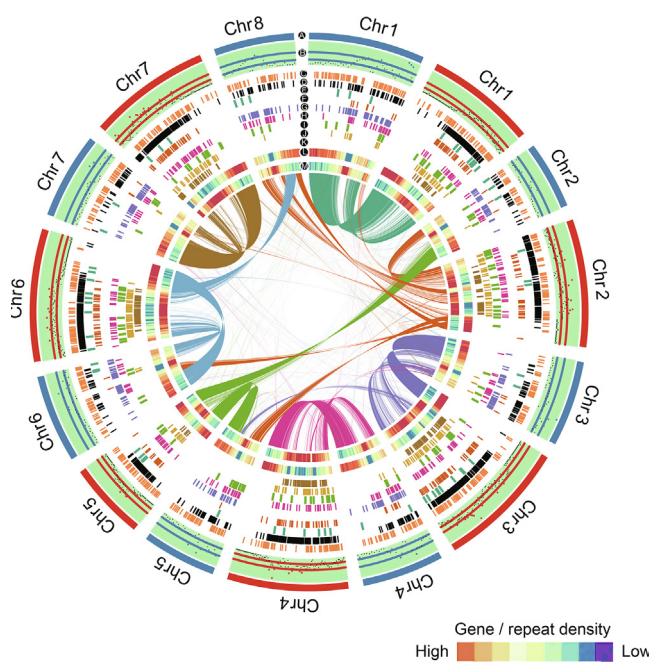 Chr8
Chr1
Chr1
Chr2
Chr2
Chr3
Chr3
Chr4
Chr4
Chr5
Chr5
Chr6
Chr6
Chr7
Chr7
A
B
C
D
E
F
G
H
I
J
K
L
M
Gene / repeat density
High
Low